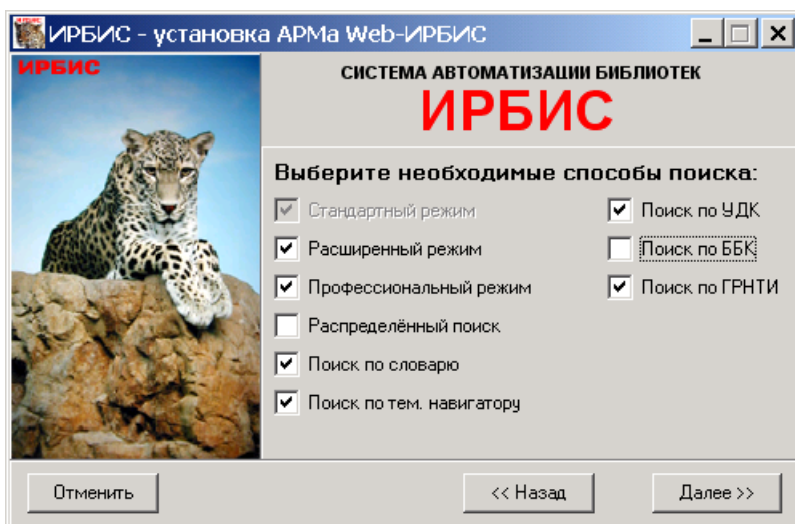 ИРБИС - установка АРМа Web-ИРБИС
ИРБИС
СИСТЕМА АВТОМАТИЗАЦИИ БИБЛИОТЕК
ИРБИС
Выберите необходимые способы поиска:
Стандартный режим
Расширенный режим
Профессиональный режим
Распределённый поиск
Поиск по словарю
Поиск по тем. навигатору
Поиск по УДК
Поиск по ББК
Поиск по ГРНТИ
Отменить
<< Назад
Далее >>